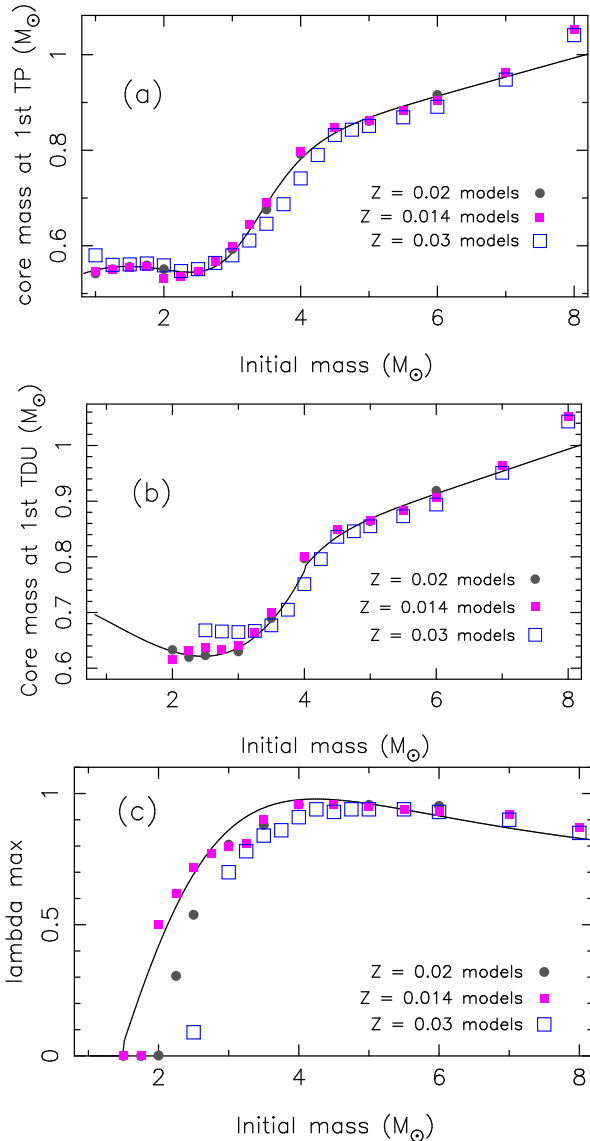 core mass at 1st TP (M⊙)
1
0.8
0.6
(a)
Z = 0.02 models
Z = 0.014 models
Z = 0.03 models
2 4 6 8
Initial mass (M⊙)
Core mass at 1st TDU (M⊙)
1
0.9
0.8
0.7
0.6
(b)
Z = 0.02 models
Z = 0.014 models
Z = 0.03 models
2 4 6 8
Initial mass (M⊙)
lambda max
1
0.5
0
(c)
Z = 0.02 models
Z = 0.014 models
Z = 0.03 models
2 4 6 8
Initial mass (M⊙)